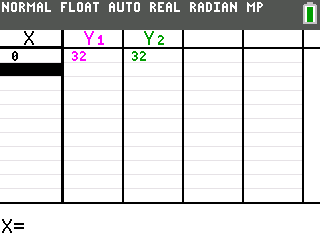 NORMAL FLOAT AUTO REAL RADIAN MP
X Y1 Y2
0 32 32
X=